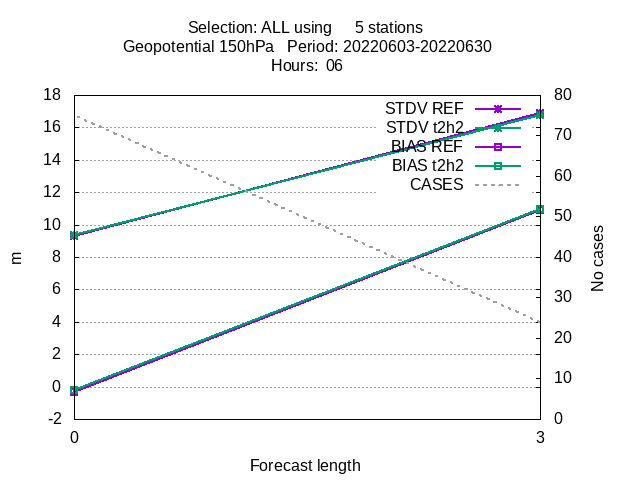 Selection: ALL using 5 stations
Geopotential 150hPa Period: 20220603-20220630
Hours: 06
18
16
14
12
10
8
6
4
2
0
-2
80
70
60
50
40
30
20
10
0
STDV REF
STDV t2h2
BIAS REF
BIAS t2h2
CASES
m
No cases
0
3
Forecast length